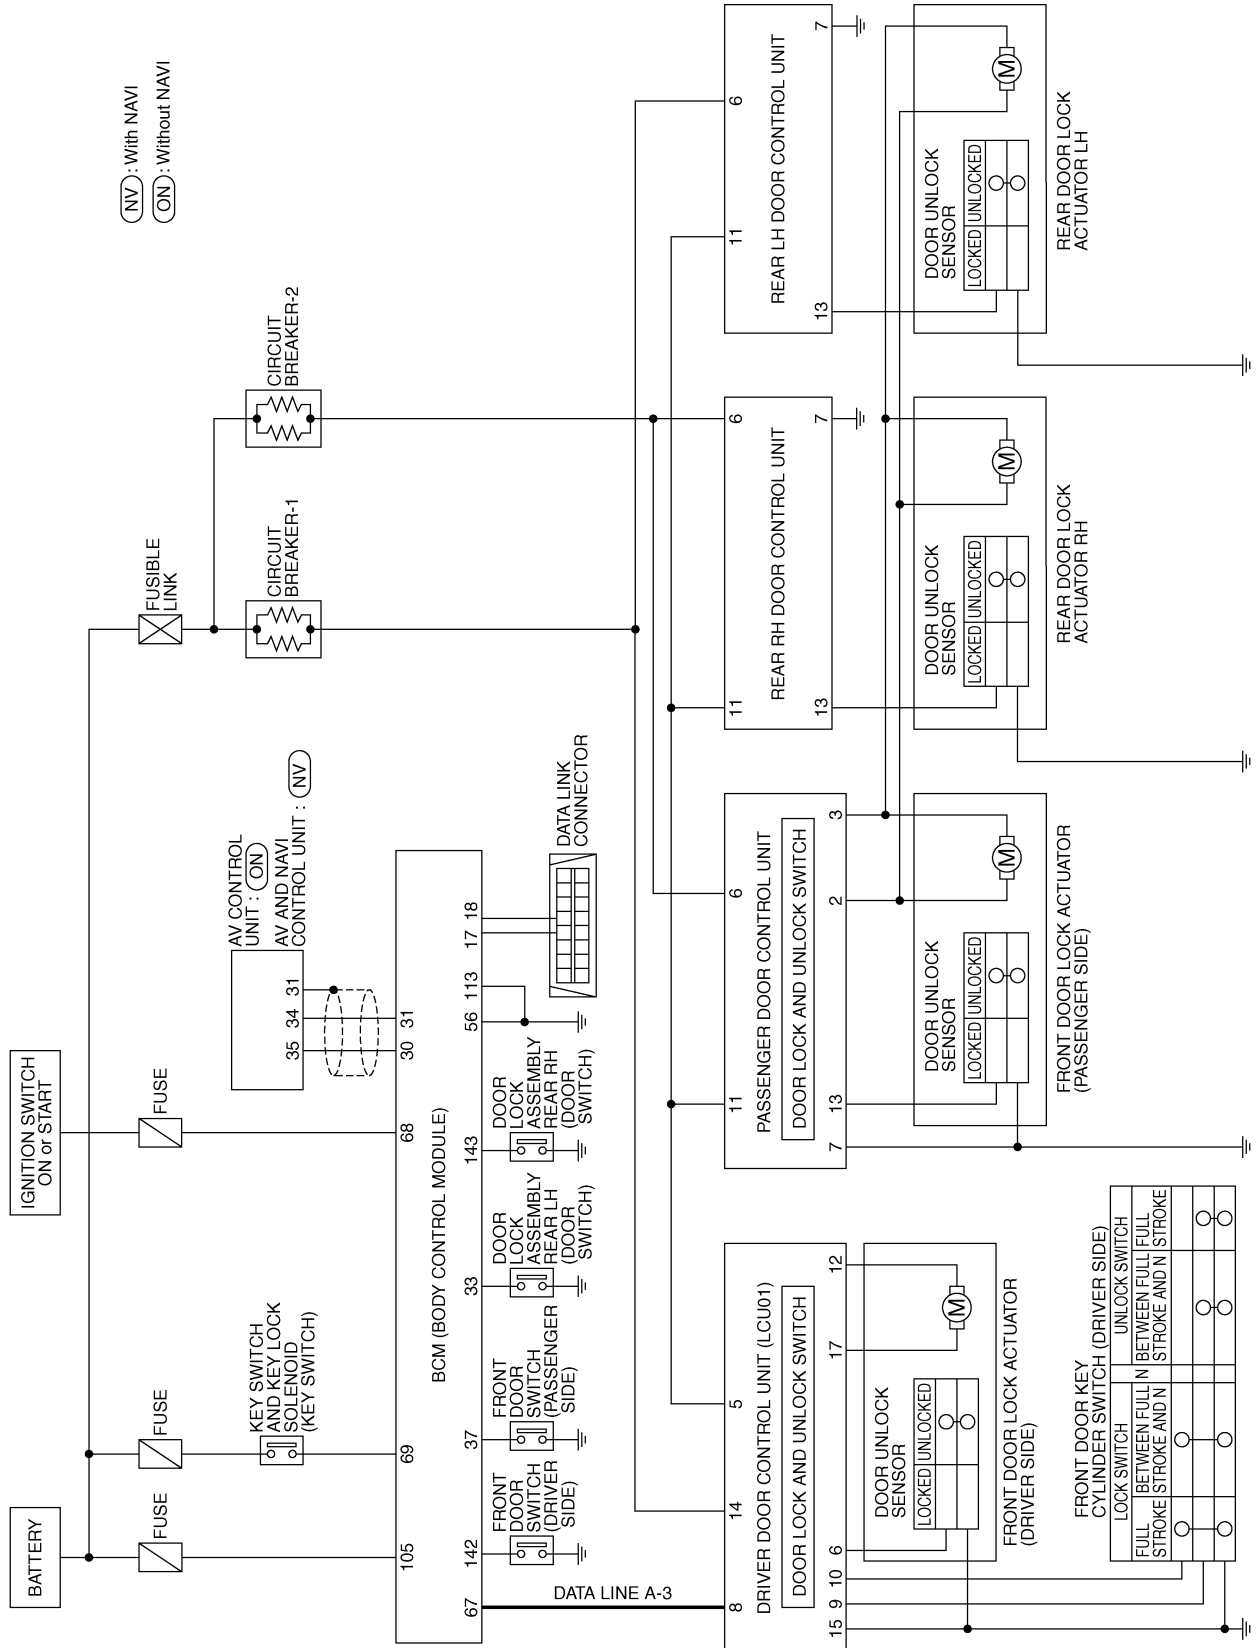 BATTERY
IGNITION SWITCH
ON or START
FUSE
FUSE
FUSE
FUSIBLE
LINK
KEY SWITCH
AND KEY LOCK
SOLENOID
(KEY SWITCH)
AV CONTROL
UNIT : ON
AV AND NAVI
CONTROL UNIT : NV
35 34 31
CIRCUIT
BREAKER-1
CIRCUIT
BREAKER-2
NV : With NAVI
ON : Without NAVI
105 69 68 30 31
BCM (BODY CONTROL MODULE)
67 142 37 33 143 56 113 17 18
FRONT
DOOR
SWITCH
(DRIVER
SIDE)
FRONT
DOOR
SWITCH
(PASSENGER
SIDE)
DOOR
LOCK
ASSEMBLY
REAR LH
(DOOR
SWITCH)
DOOR
LOCK
ASSEMBLY
REAR RH
(DOOR
SWITCH)
DATA LINK
CONNECTOR
DATA LINE A-3
8 14 5
DRIVER DOOR CONTROL UNIT (LCU01)
DOOR LOCK AND UNLOCK SWITCH
15 9 10 6 17 12
DOOR UNLOCK
SENSOR
LOCKED UNLOCKED
M
FRONT DOOR LOCK ACTUATOR
(DRIVER SIDE)
FRONT DOOR KEY
CYLINDER SWITCH (DRIVER SIDE)
LOCK SWITCH
UNLOCK SWITCH
FULL
STROKE
BETWEEN FULL
STROKE AND N
N
BETWEEN FULL
STROKE AND N
FULL
STROKE
11 6
PASSENGER DOOR CONTROL UNIT
DOOR LOCK AND UNLOCK SWITCH
7 13 2 3
DOOR UNLOCK
SENSOR
LOCKED UNLOCKED
M
FRONT DOOR LOCK ACTUATOR
(PASSENGER SIDE)
11 6
REAR RH DOOR CONTROL UNIT
13 7
DOOR UNLOCK
SENSOR
LOCKED UNLOCKED
M
REAR DOOR LOCK
ACTUATOR RH
11 6
REAR LH DOOR CONTROL UNIT
13 7
DOOR UNLOCK
SENSOR
LOCKED UNLOCKED
M
REAR DOOR LOCK
ACTUATOR LH